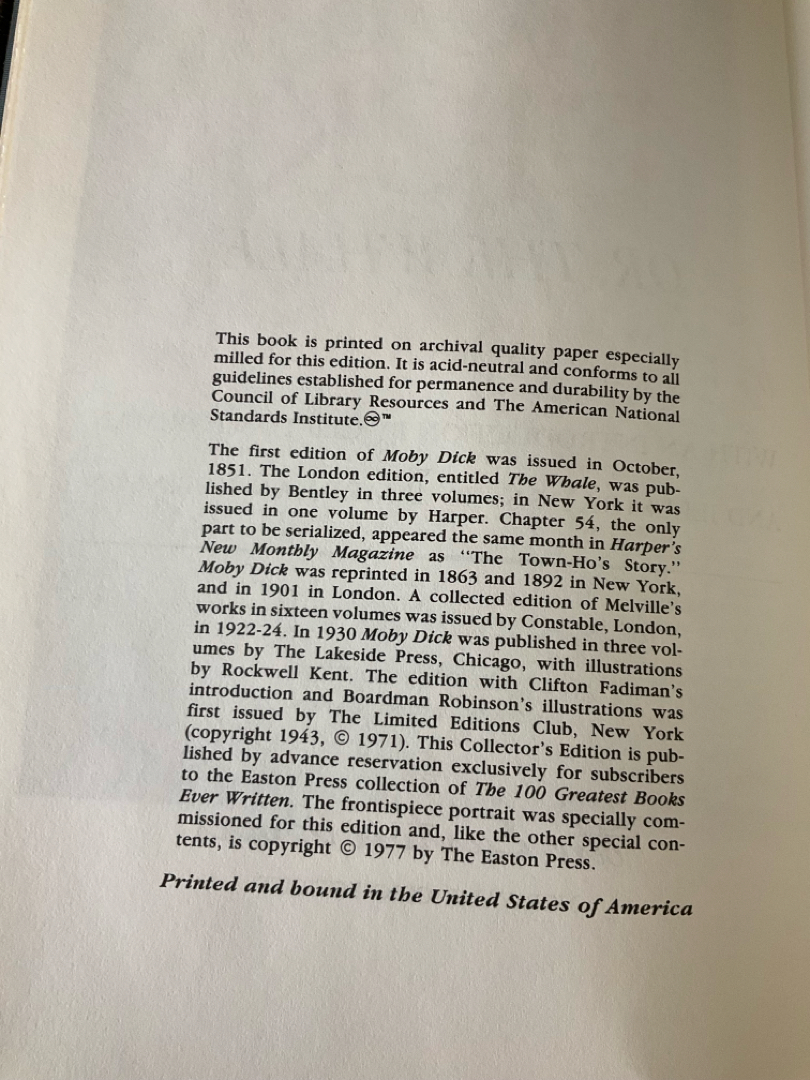 This book is printed on archival quality paper especially
milled for this edition. It is acid-neutral and conforms to all
guidelines established for permanence and durability by the
Council of Library Resources and The American National
Standards Institute.♾™
The first edition of Moby Dick was issued in October,
1851. The London edition, entitled The Whale, was pub-
lished by Bentley in three volumes; in New York it was
issued in one volume by Harper. Chapter 54, the only
part to be serialized, appeared the same month in Harper's
New Monthly Magazine as "The Town-Ho's Story."
Moby Dick was reprinted in 1863 and 1892 in New York,
and in 1901 in London. A collected edition of Melville's
works in sixteen volumes was issued by Constable, London,
in 1922-24. In 1930 Moby Dick was published in three vol-
umes by The Lakeside Press, Chicago, with illustrations
by Rockwell Kent. The edition with Clifton Fadiman's
introduction and Boardman Robinson's illustrations was
first issued by The Limited Editions Club, New York
(copyright 1943, © 1971). This Collector's Edition is pub-
lished by advance reservation exclusively for subscribers
to the Easton Press collection of The 100 Greatest Books
Ever Written. The frontispiece portrait was specially com-
missioned for this edition and, like the other special con-
tents, is copyright © 1977 by The Easton Press.
Printed and bound in the United States of America